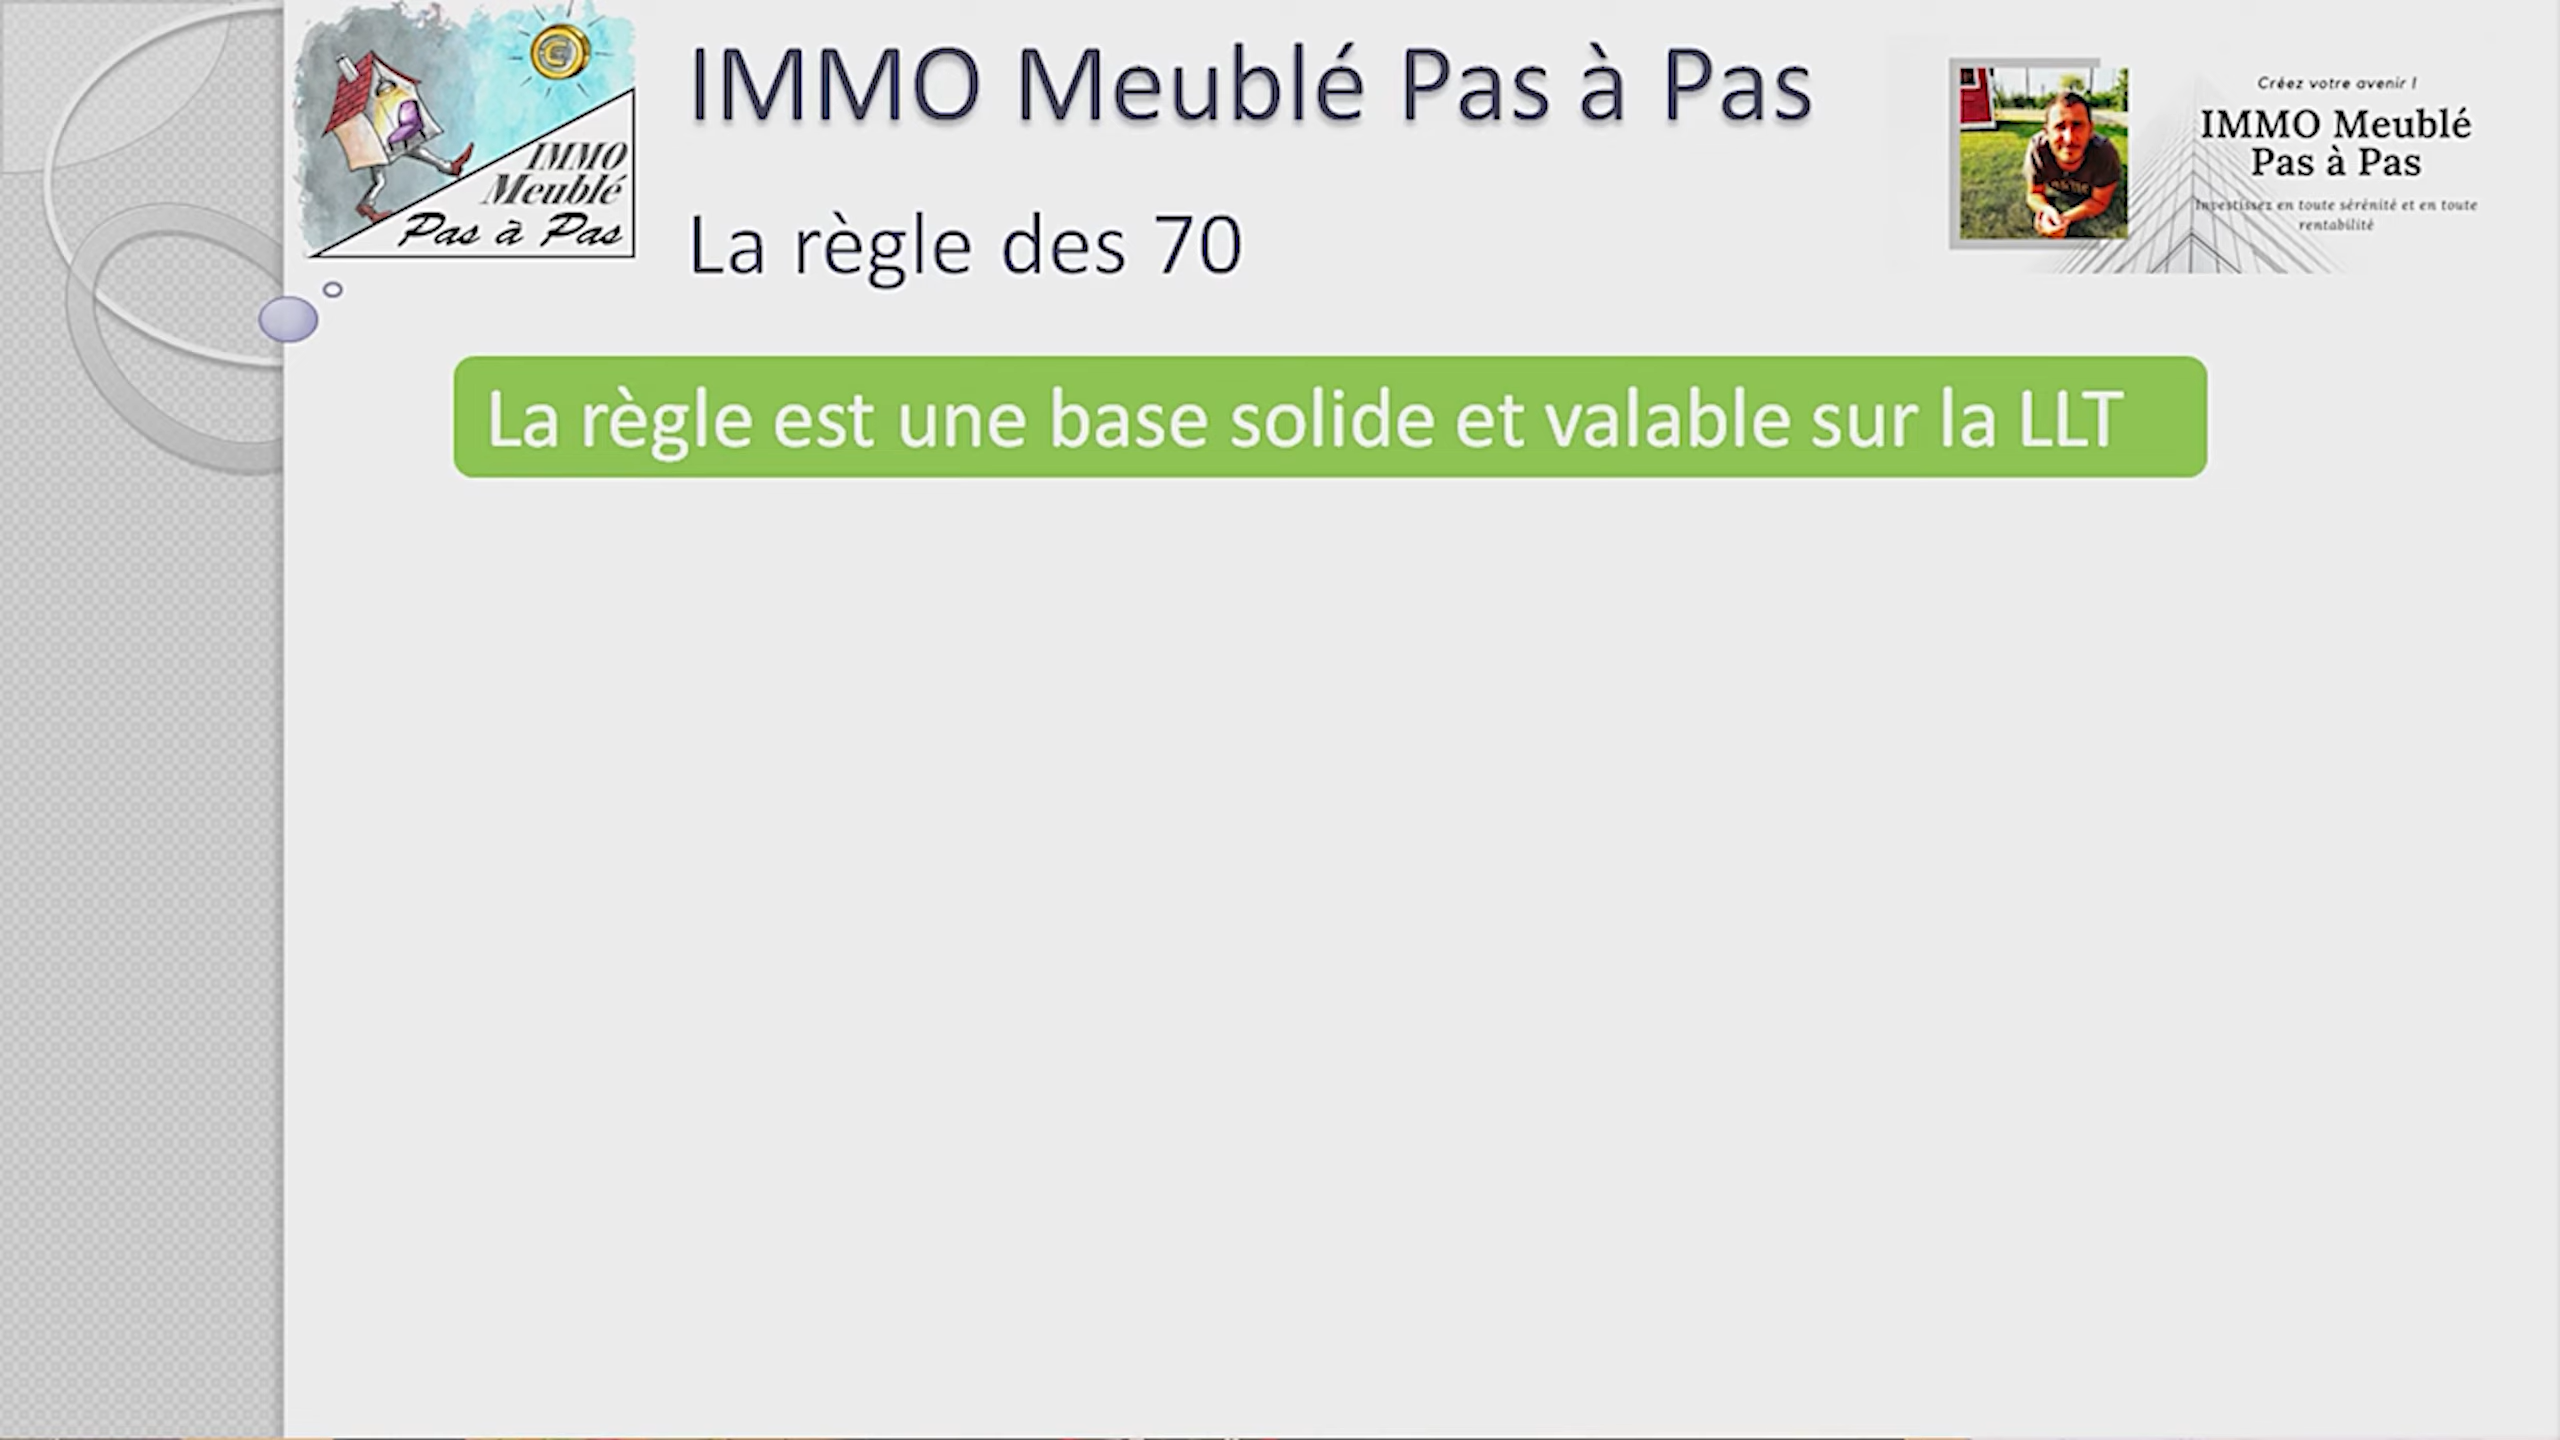 IMMO
Meublé
Pas à Pas
IMMO Meublé Pas à Pas
La règle des 70
Créez votre avenir !
IMMO Meublé
Pas à Pas
Investissez en toute sérénité et en toute
rentabilité
La règle est une base solide et valable sur la LLT